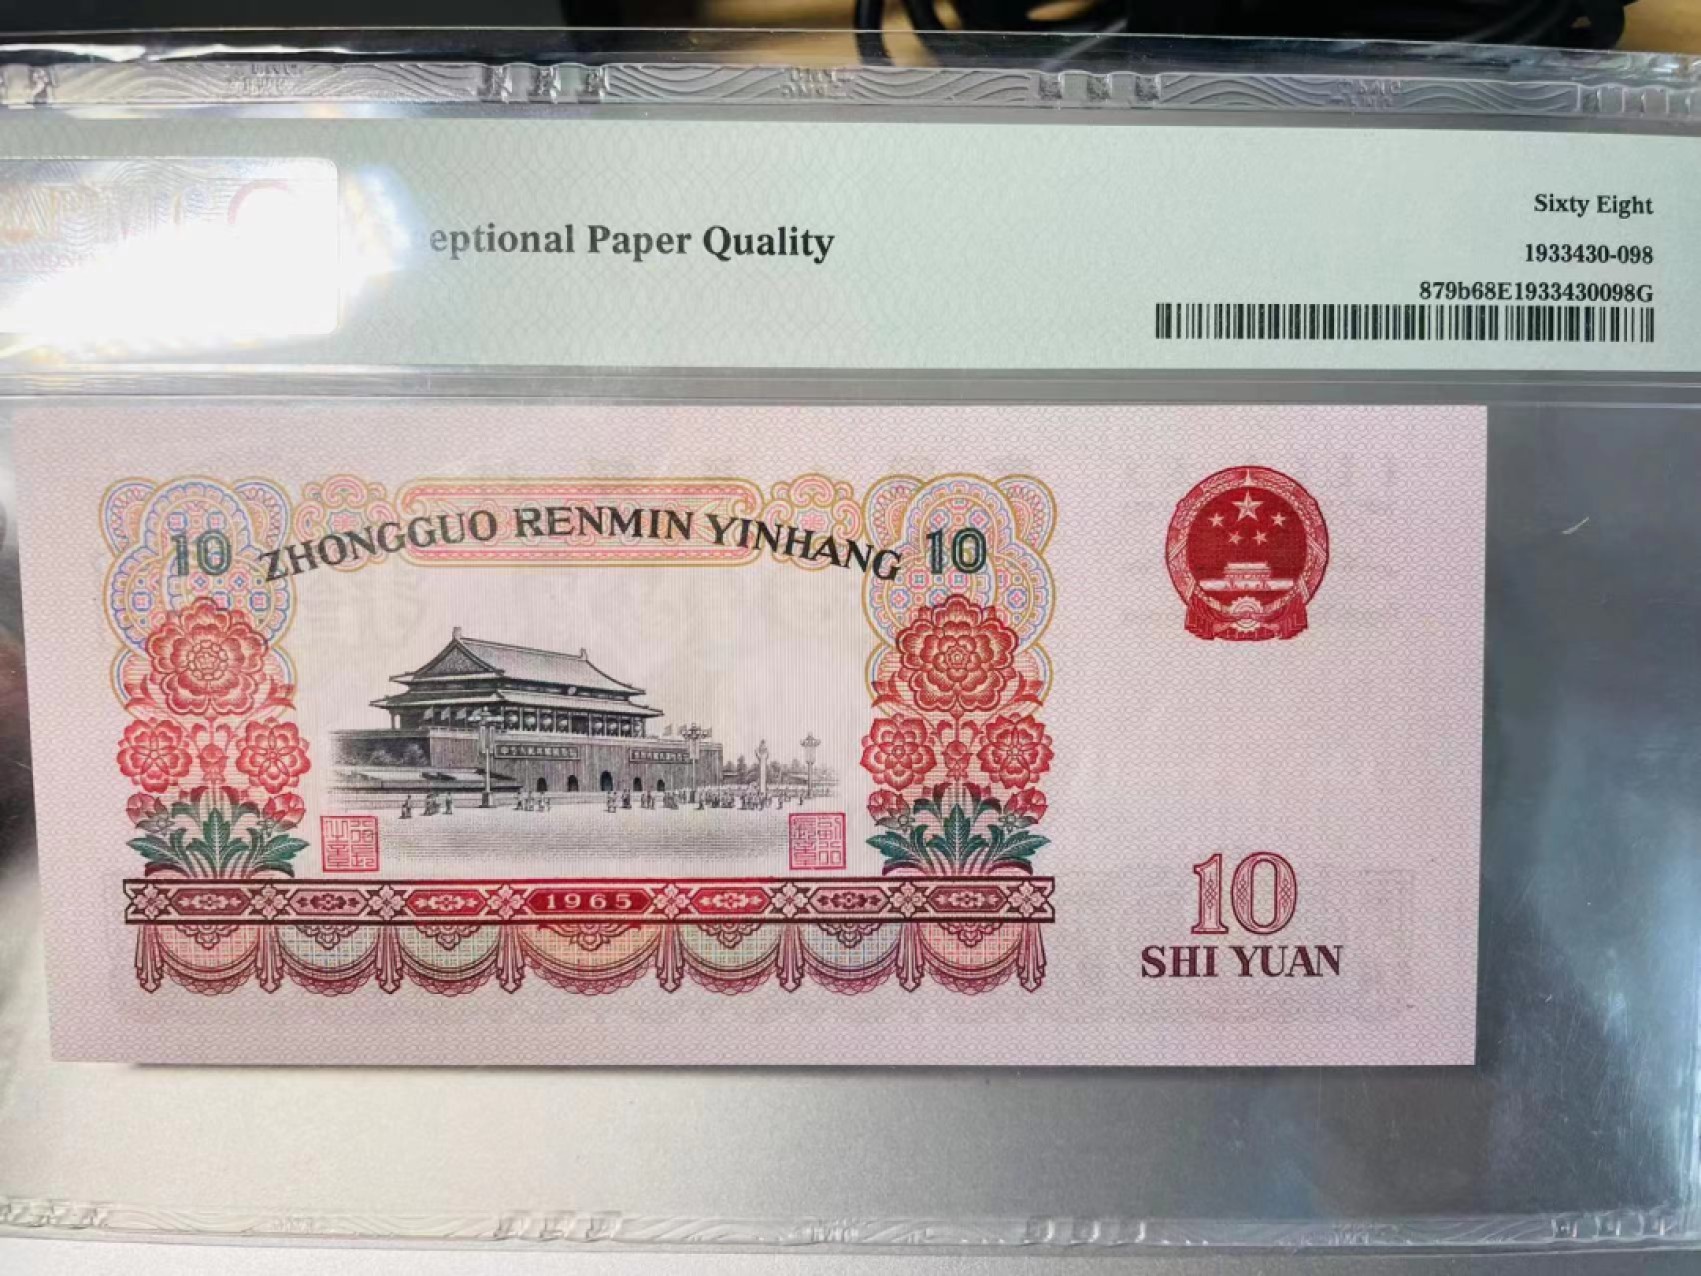 eptional Paper Quality
Sixty Eight
1933430-098
879b68E1933430098G
10 ZHONGGUO RENMIN YINHANG 10
1965
10
SHI YUAN